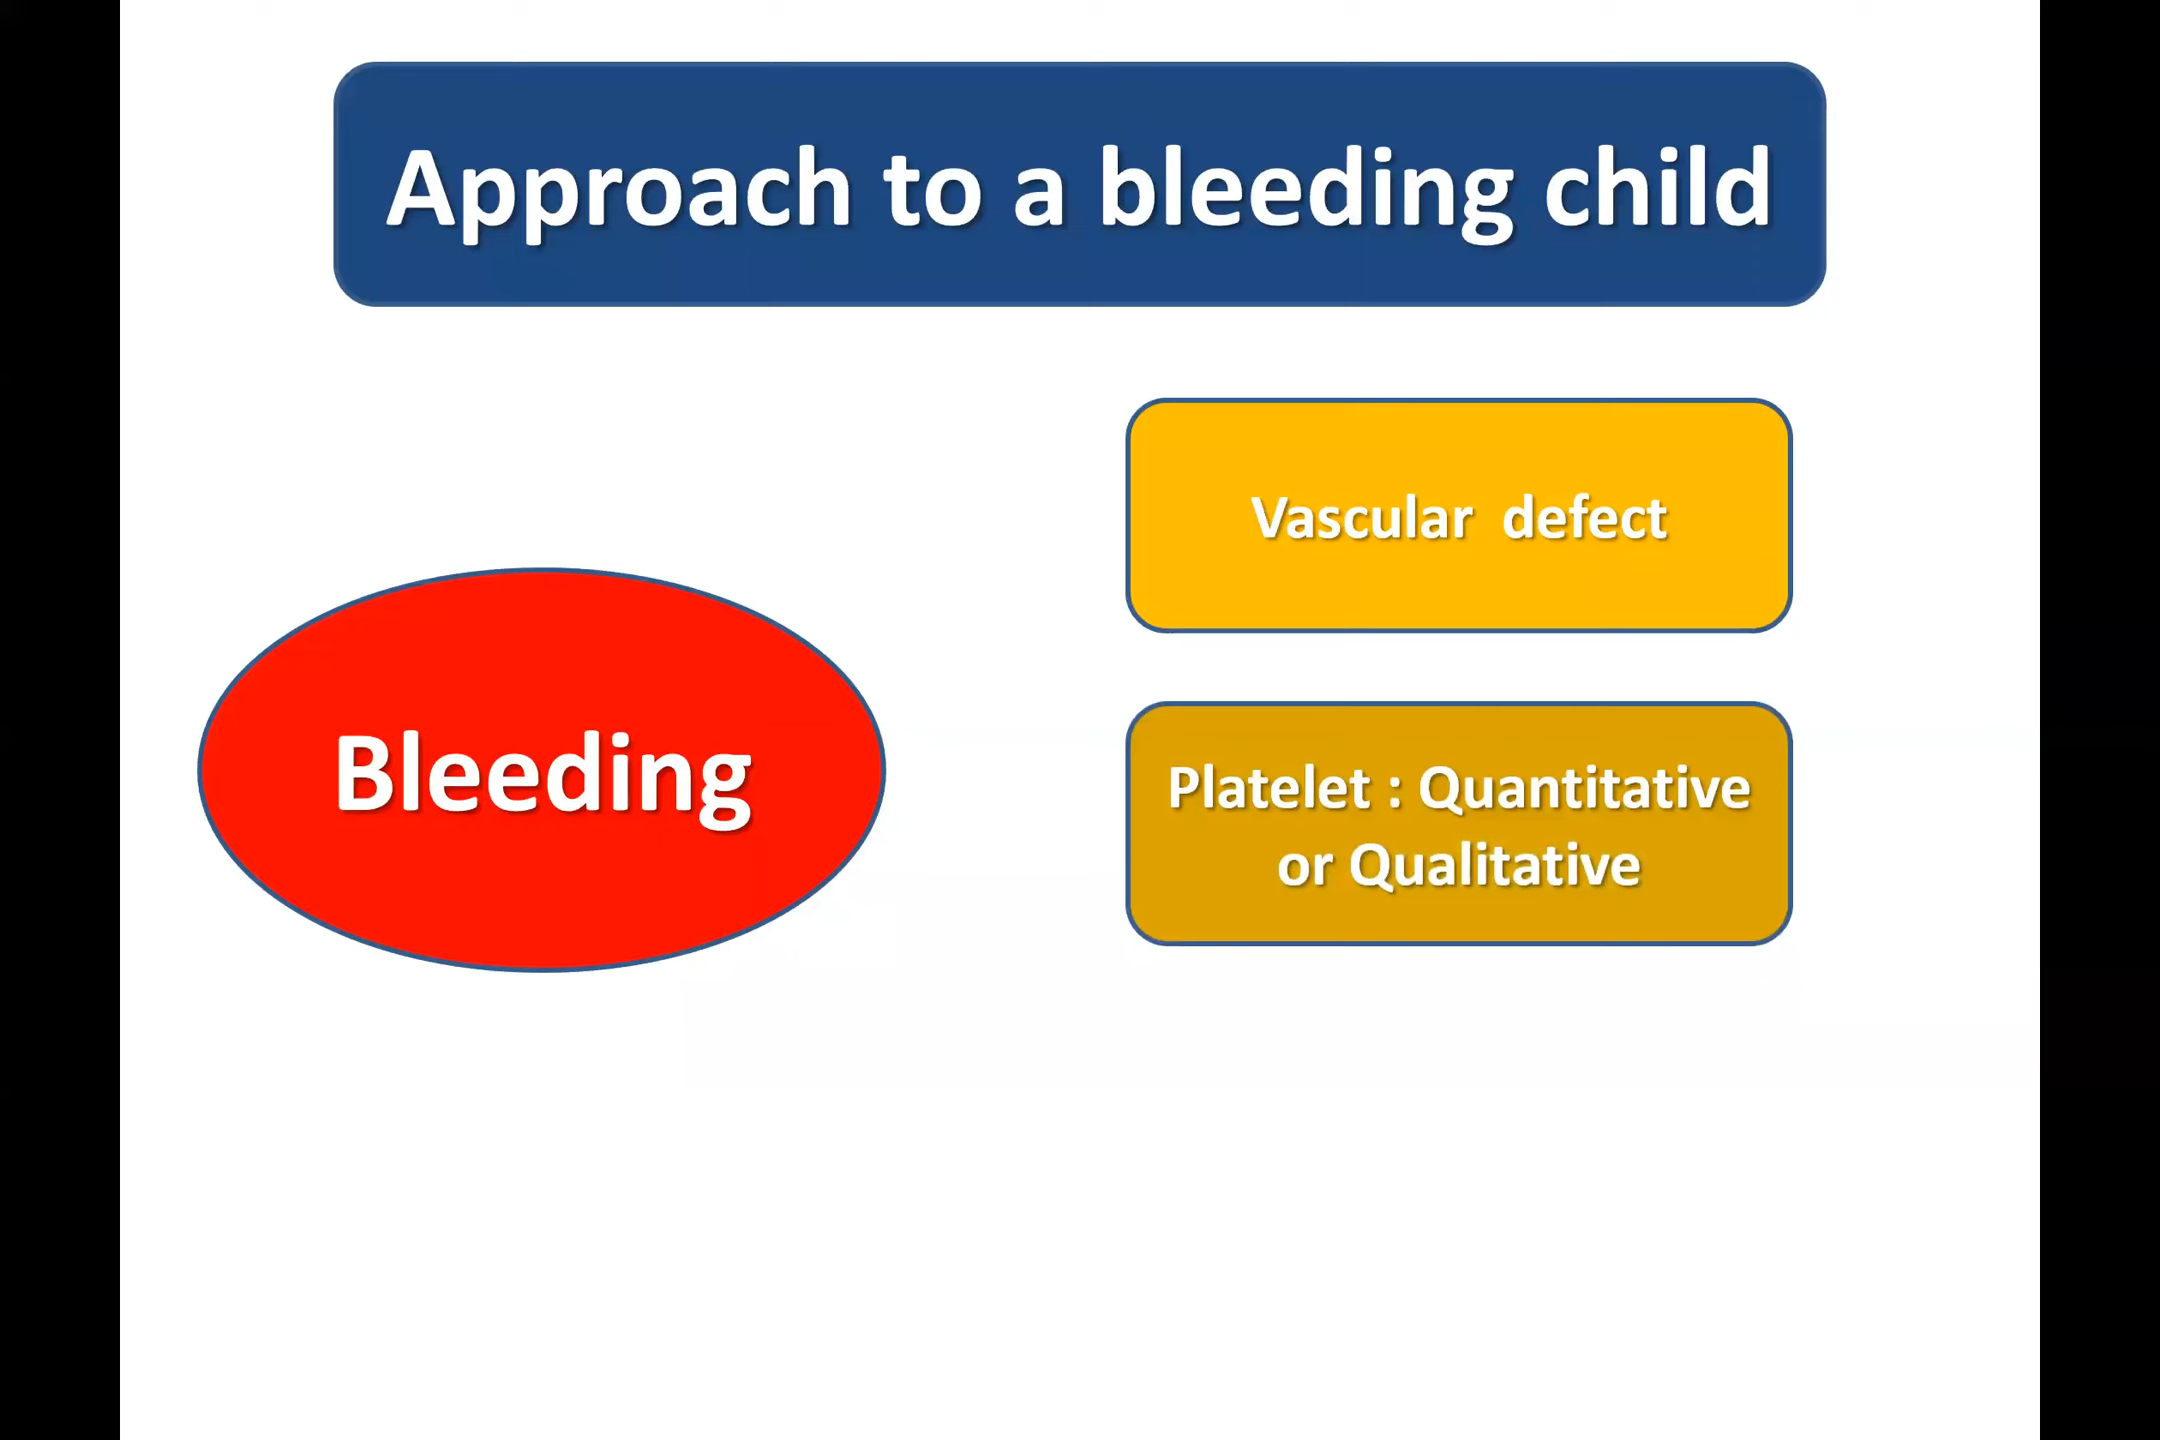 Approach to a bleeding child
Vascular defect
Bleeding
Platelet : Quantitative
or Qualitative